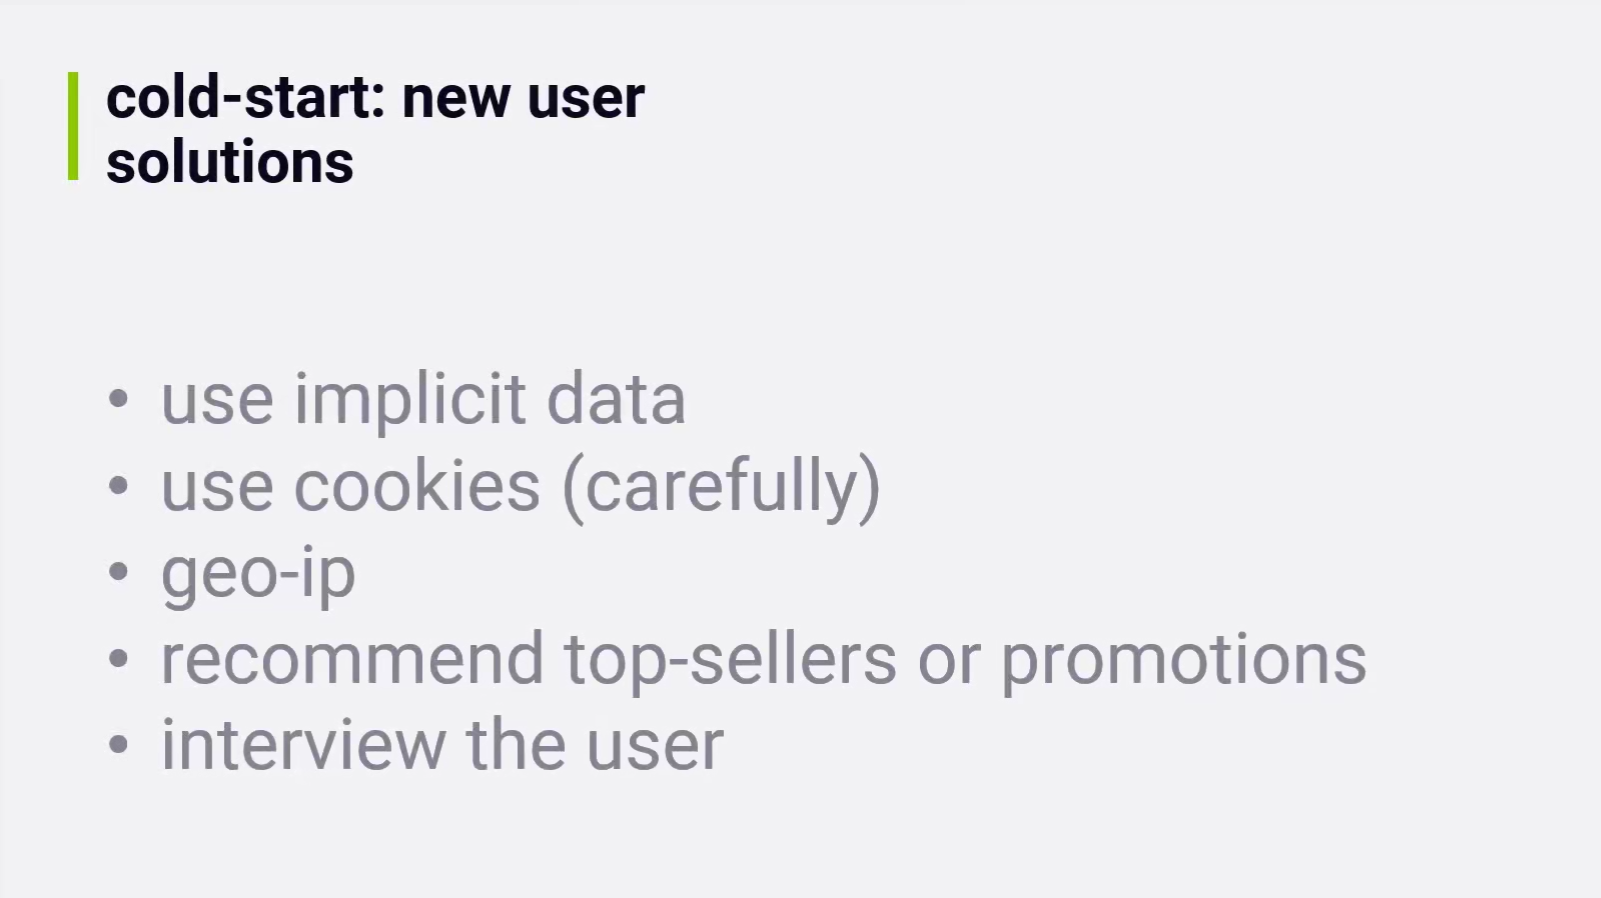 cold-start: new user
solutions
• use implicit data
• use cookies (carefully)
• geo-ip
• recommend top-sellers or promotions
• interview the user